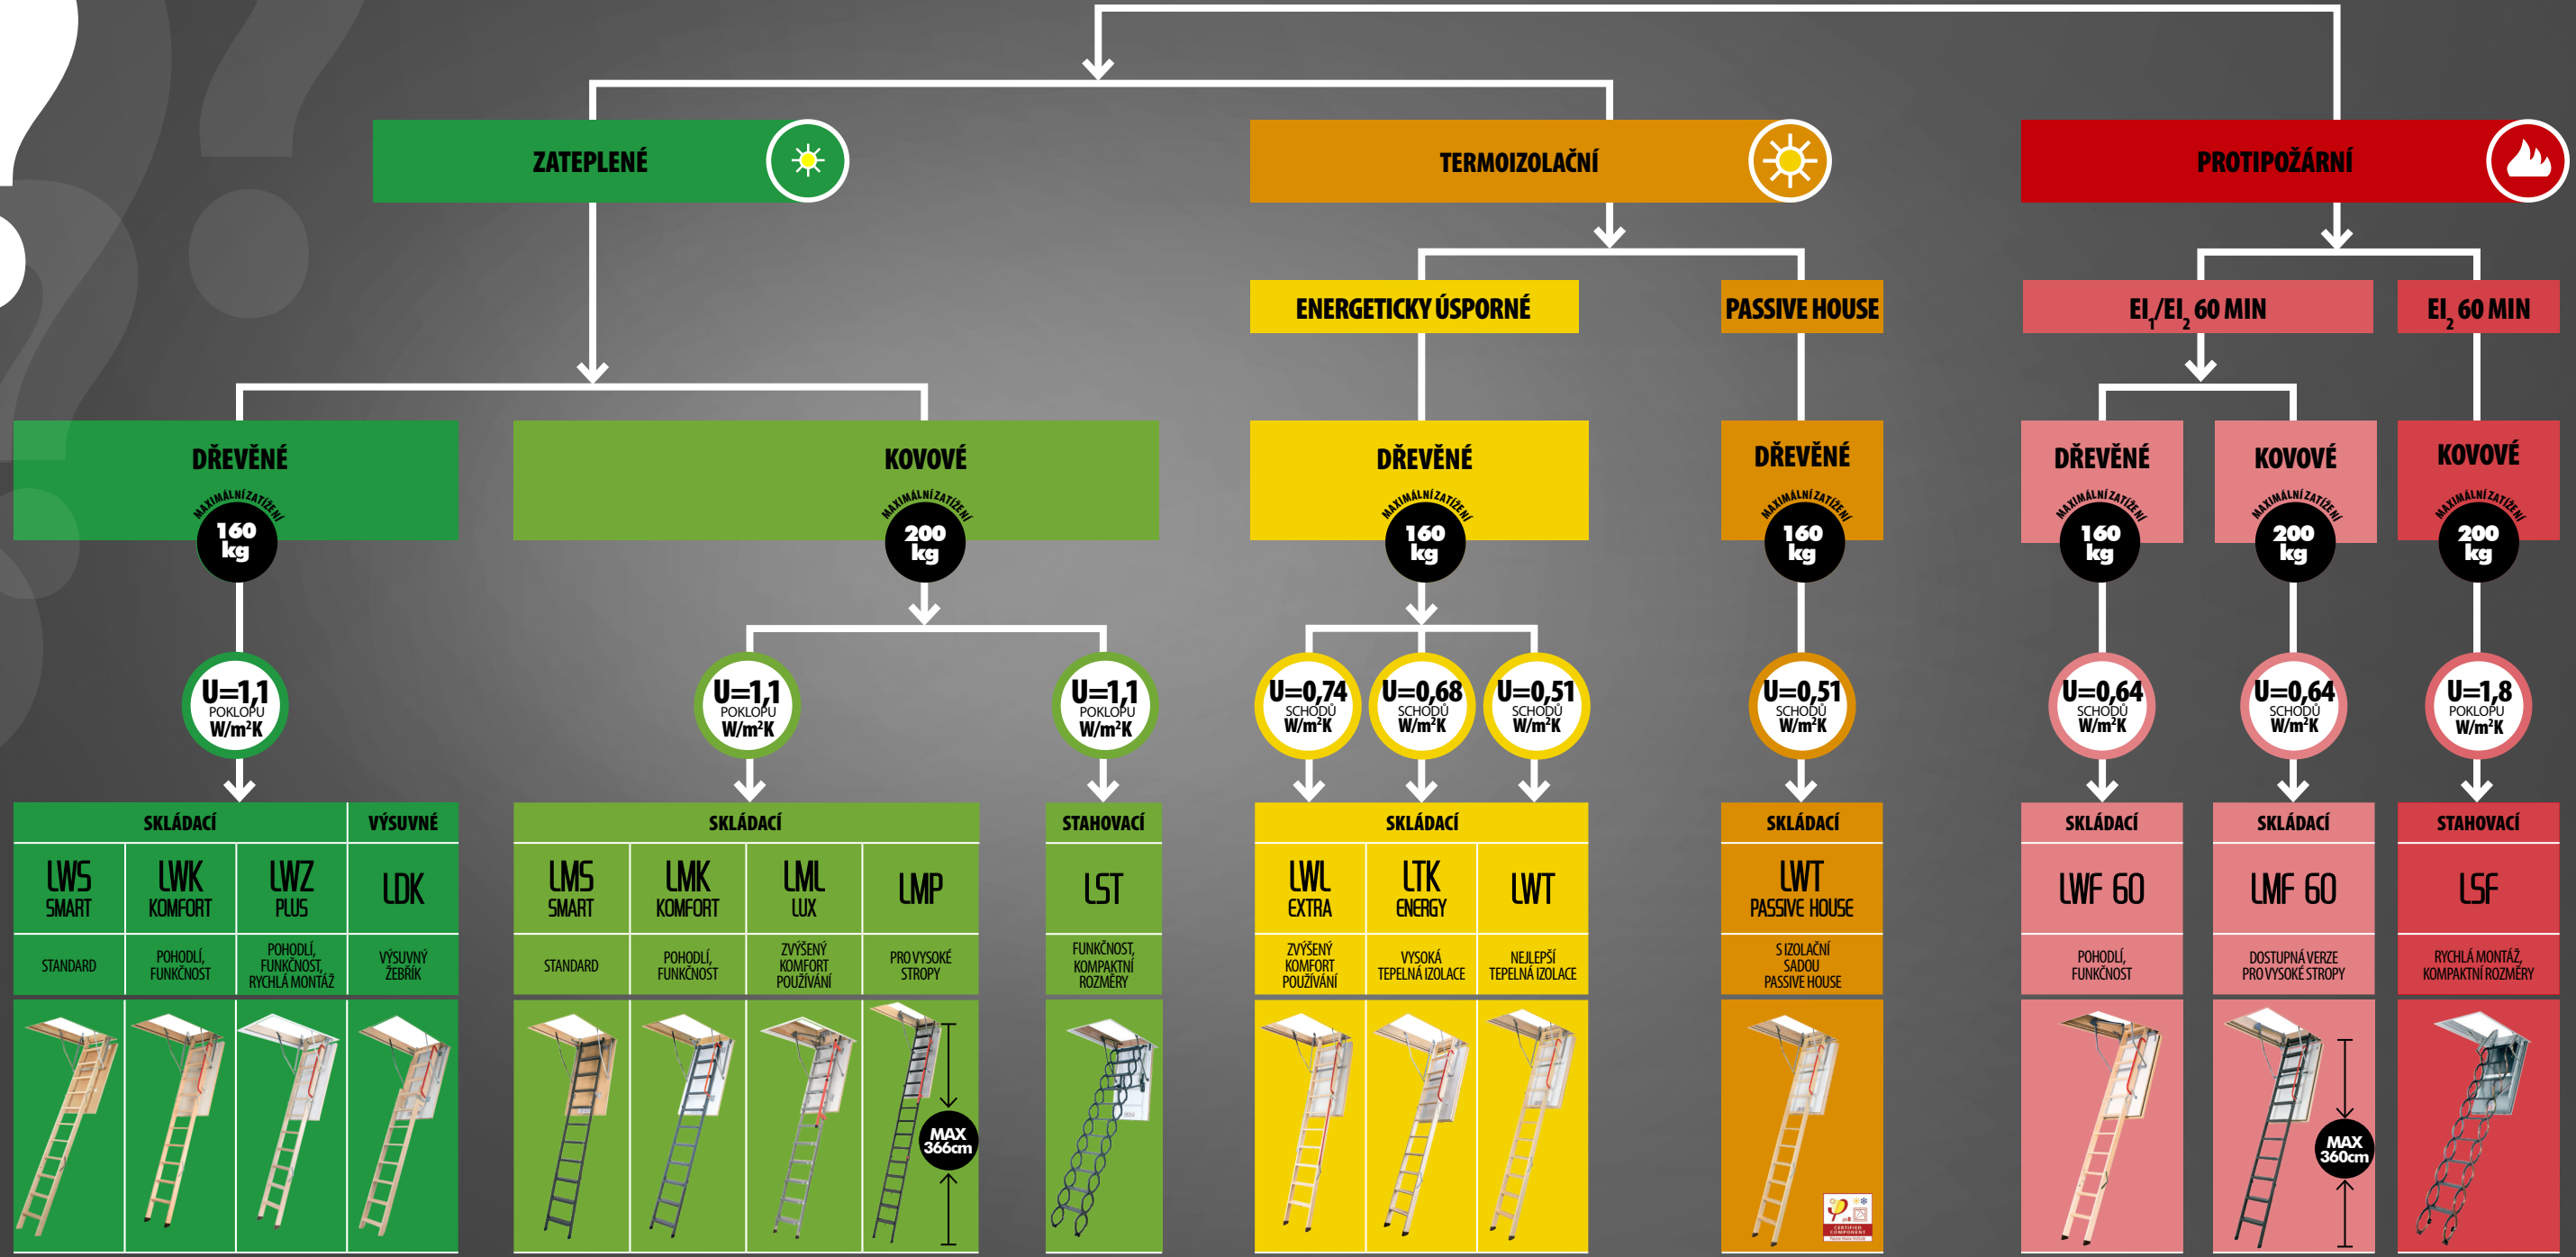 ZATEPLENÉ
TERMOIZOLAČNÍ
PROTIPOŽÁRNÍ
ENERGETICKY ÚSPORNÉ
PASSIVE HOUSE
EI₁/EI₂ 60 MIN
EI₂ 60 MIN
DŘEVĚNÉ
MAXIMÁLNÍ ZATÍŽENÍ
160
kg
KOVOVÉ
MAXIMÁLNÍ ZATÍŽENÍ
200
kg
DŘEVĚNÉ
MAXIMÁLNÍ ZATÍŽENÍ
160
kg
DŘEVĚNÉ
MAXIMÁLNÍ ZATÍŽENÍ
160
kg
DŘEVĚNÉ
MAXIMÁLNÍ ZATÍŽENÍ
160
kg
KOVOVÉ
MAXIMÁLNÍ ZATÍŽENÍ
200
kg
KOVOVÉ
MAXIMÁLNÍ ZATÍŽENÍ
200
kg
U=1,1
POKLOPU
W/m²K
U=1,1
POKLOPU
W/m²K
U=1,1
POKLOPU
W/m²K
U=0,74
SCHODŮ
W/m²K
U=0,68
SCHODŮ
W/m²K
U=0,51
SCHODŮ
W/m²K
U=0,51
SCHODŮ
W/m²K
U=0,64
SCHODŮ
W/m²K
U=0,64
SCHODŮ
W/m²K
U=1,8
POKLOPU
W/m²K
SKLÁDACÍ
VÝSUVNÉ
LWS
SMART
STANDARD
LWK
KOMFORT
POHODLÍ,
FUNKČNOST
LWZ
PLUS
POHODLÍ,
FUNKČNOST,
RYCHLÁ MONTÁŽ
LDK
VÝSUVNÝ
ŽEBŘÍK
SKLÁDACÍ
LMS
SMART
STANDARD
LMK
KOMFORT
POHODLÍ,
FUNKČNOST
LML
LUX
ZVÝŠENÝ
KOMFORT
POUŽÍVÁNÍ
LMP
PRO VYSOKÉ
STROPY
MAX
366cm
STAHOVACÍ
LST
FUNKČNOST,
KOMPAKTNÍ
ROZMĚRY
SKLÁDACÍ
LWL
EXTRA
ZVÝŠENÝ
KOMFORT
POUŽÍVÁNÍ
LTK
ENERGY
VYSOKÁ
TEPELNÁ IZOLACE
LWT
NEJLEPŠÍ
TEPELNÁ IZOLACE
SKLÁDACÍ
LWT
PASSIVE HOUSE
S IZOLAČNÍ
SADOU
PASSIVE HOUSE
CERTIFIED
COMPONENT
Passive House Institute
SKLÁDACÍ
LWF 60
POHODLÍ,
FUNKČNOST
SKLÁDACÍ
LMF 60
DOSTUPNÁ VERZE
PRO VYSOKÉ STROPY
MAX
360cm
STAHOVACÍ
LSF
RYCHLÁ MONTÁŽ,
KOMPAKTNÍ ROZMĚRY